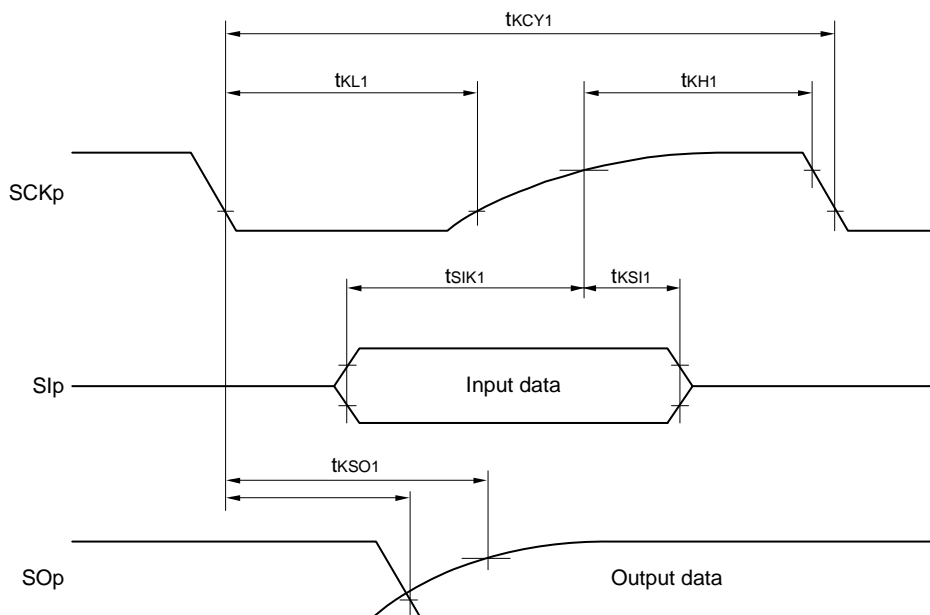 tKCY1
tKL1
tKH1
SCKp
tSIK1
tKSI1
SIp
Input data
tKSO1
SOp
Output data